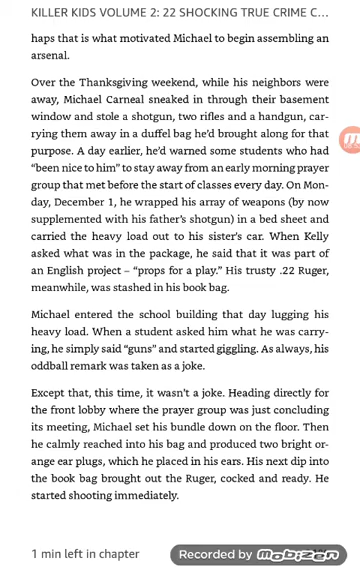 KILLER KIDS VOLUME 2: 22 SHOCKING TRUE CRIME C...
haps that is what motivated Michael to begin assembling an
arsenal.
Over the Thanksgiving weekend, while his neighbors were
away, Michael Carneal sneaked in through their basement
window and stole a shotgun, two rifles and a handgun, car-
rying them away in a duffel bag he'd brought along for that
purpose. A day earlier, he'd warned some students who had
"been nice to him" to stay away from an early morning prayer
group that met before the start of classes every day. On Mon-
day, December 1, he wrapped his array of weapons (by now
supplemented with his father's shotgun) in a bed sheet and
carried the heavy load out to his sister's car. When Kelly
asked what was in the package, he said that it was part of
an English project – "props for a play." His trusty .22 Ruger,
meanwhile, was stashed in his book bag.
Michael entered the school building that day lugging his
heavy load. When a student asked him what he was carry-
ing, he simply said "guns" and started giggling. As always, his
oddball remark was taken as a joke.
Except that, this time, it wasn't a joke. Heading directly for
the front lobby where the prayer group was just concluding
its meeting, Michael set his bundle down on the floor. Then
he calmly reached into his bag and produced two bright or-
ange ear plugs, which he placed in his ears. His next dip into
the book bag brought out the Ruger, cocked and ready. He
started shooting immediately.
1 min left in chapter
Recorded by mobizen